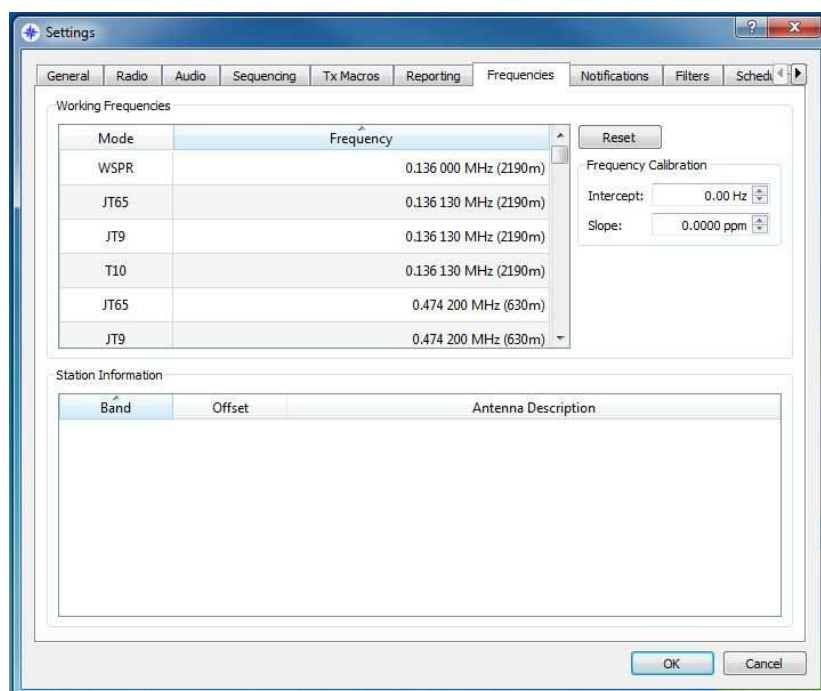 Settings
General Radio Audio Sequencing Tx Macros Reporting Frequencies Notifications Filters
Working Frequencies
Mode Frequency
WSPR 0.136 000 MHz (2190m)
JT65 0.136 130 MHz (2190m)
JT9 0.136 130 MHz (2190m)
T10 0.136 130 MHz (2190m)
JT65 0.474 200 MHz (630m)
JT9 0.474 200 MHz (630m)
Reset
Frequency Calibration
Intercept: 0.00 Hz
Slope: 0.0000 ppm
Station Information
Band Offset Antenna Description
OK Cancel